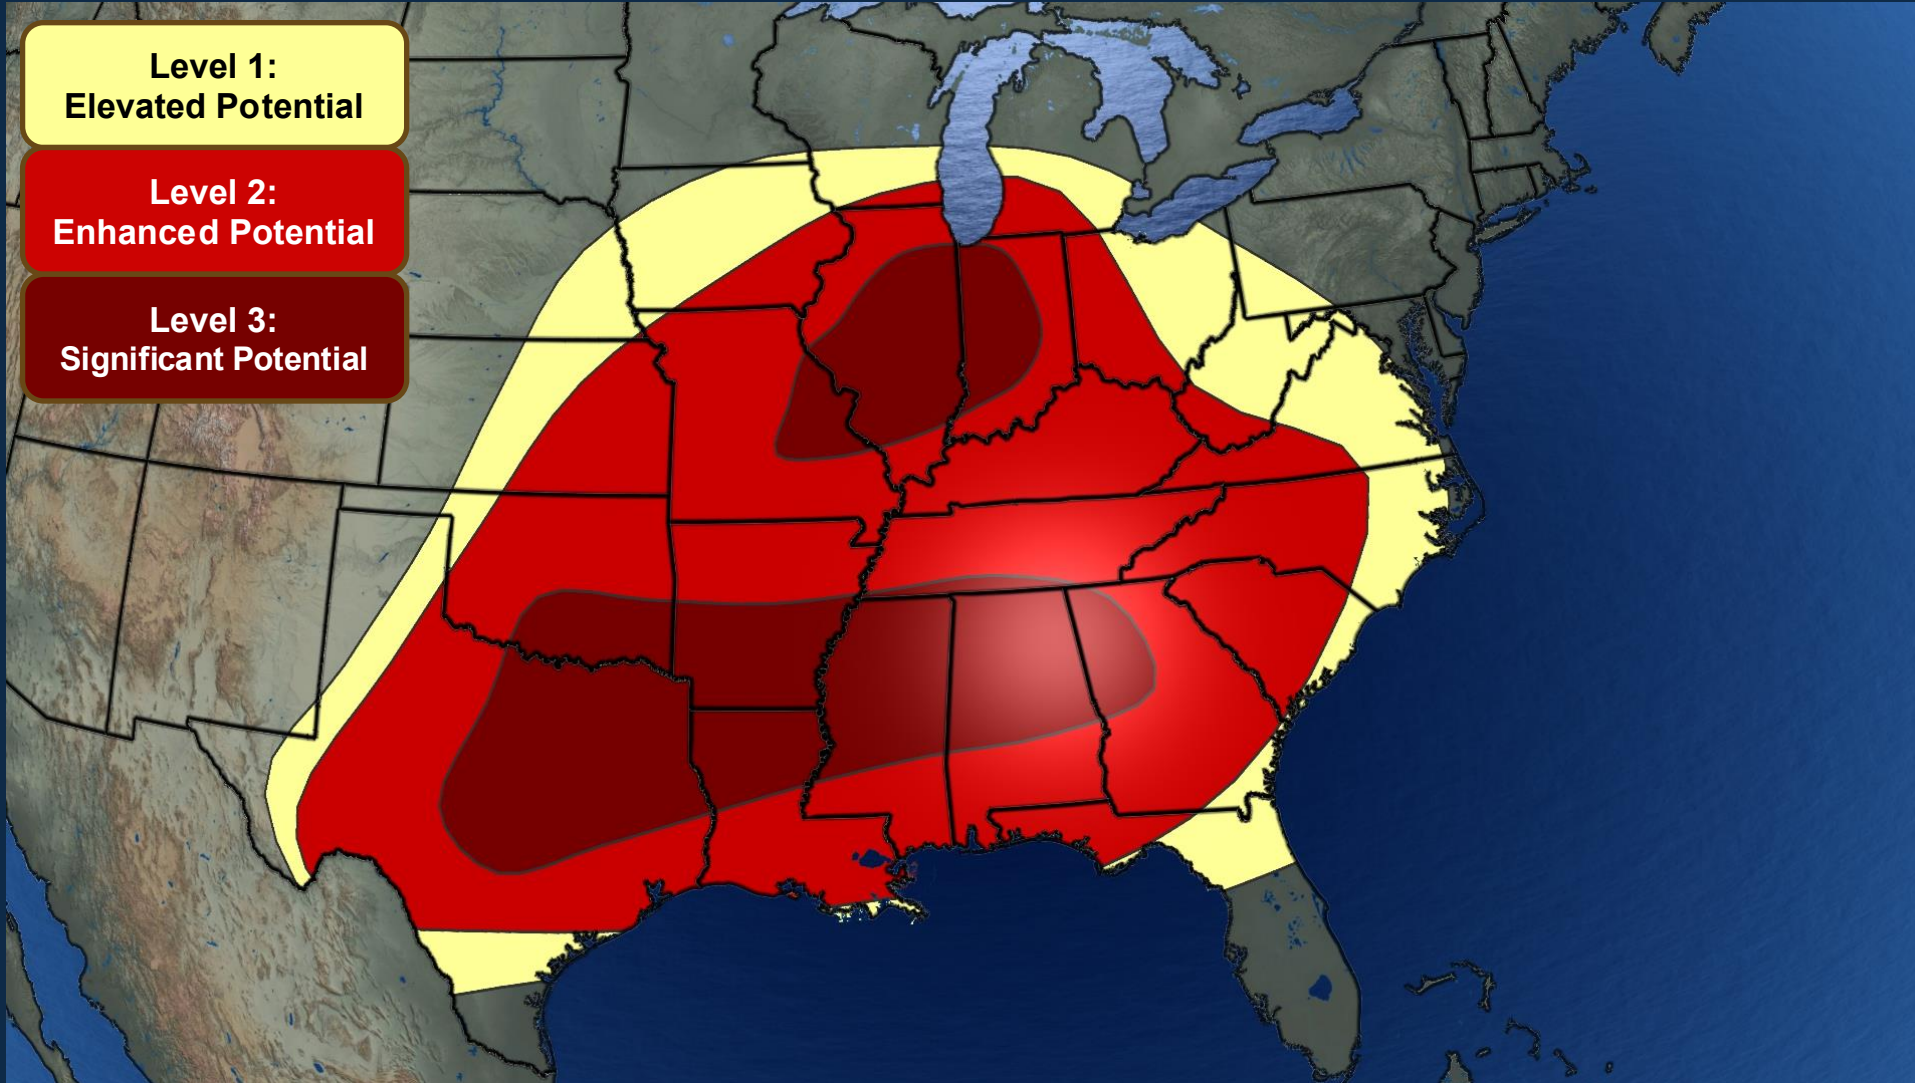 Level 1:
Elevated Potential
Level 2:
Enhanced Potential
Level 3:
Significant Potential